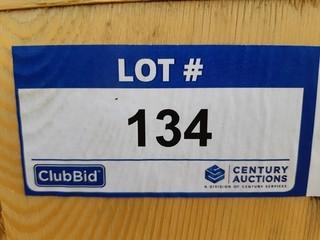 LOT #
134
ClubBid
CENTURY
AUCTIONS
A DIVISION OF CENTURY SERVICES